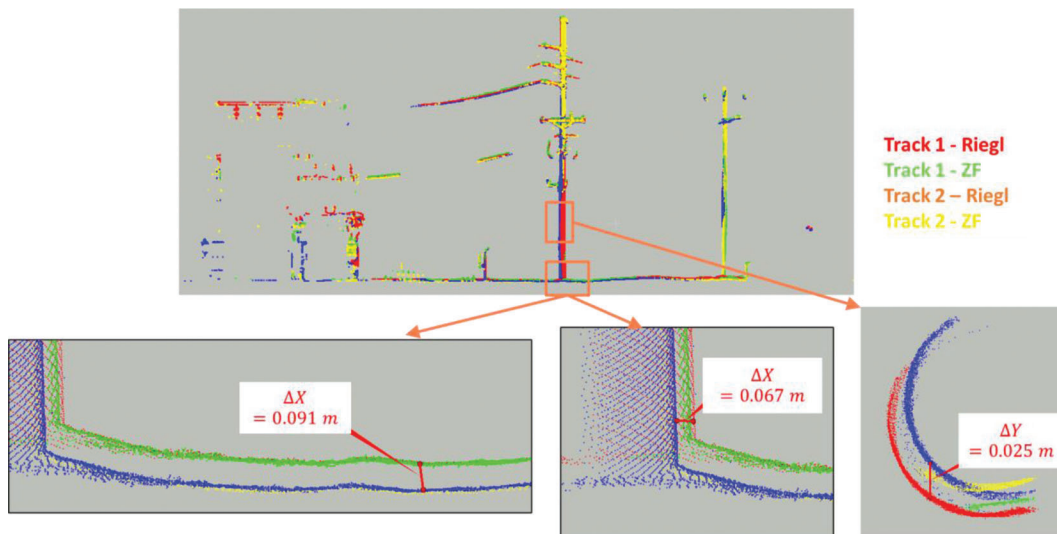 Track 1 - Riegl
Track 1 - ZF
Track 2 – Riegl
Track 2 - ZF
ΔX
= 0.091 m
ΔX
= 0.067 m
ΔY
= 0.025 m